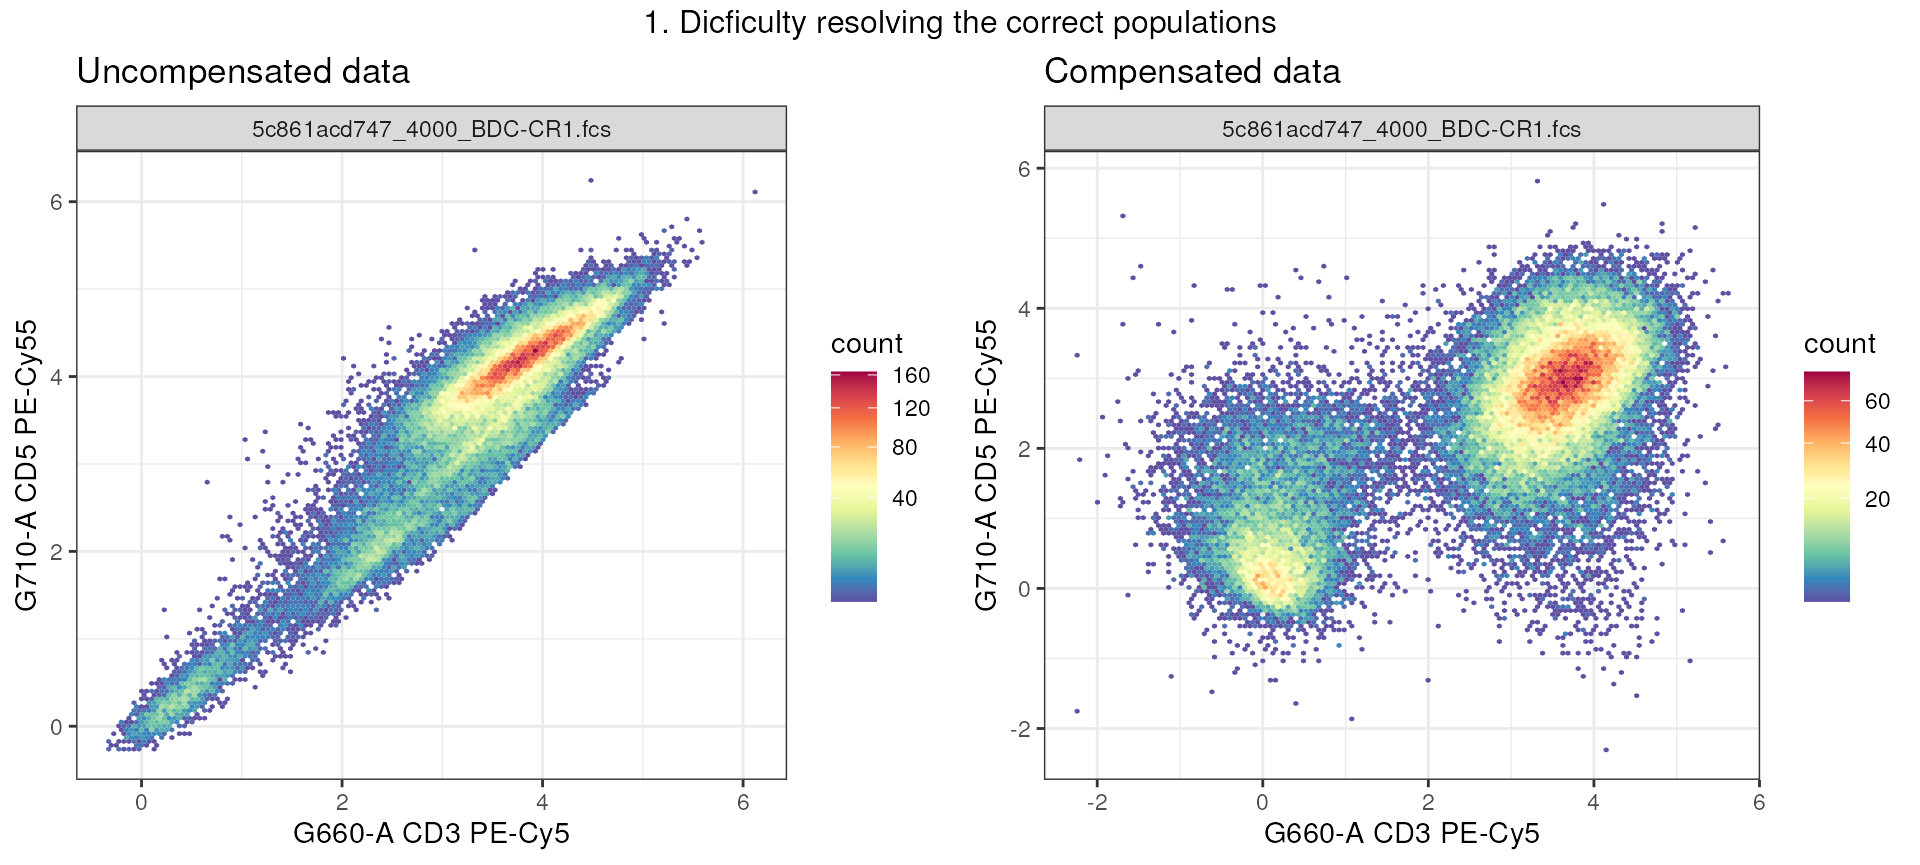 1. Dicficulty resolving the correct populations
Uncompensated data
5c861acd747_4000_BDC-CR1.fcs
G710-A CD5 PE-Cy55
6
4
2
0
0 2 4 6
G660-A CD3 PE-Cy5
count
160
120
80
40
Compensated data
5c861acd747_4000_BDC-CR1.fcs
G710-A CD5 PE-Cy55
6
4
2
0
-2
-2 0 2 4 6
G660-A CD3 PE-Cy5
count
60
40
20